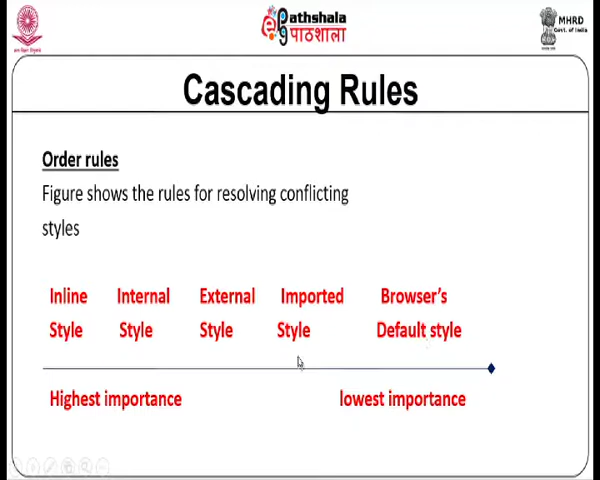 ePathshala
पाठशाला
MHRD
Govt. of India
Cascading Rules
Order rules
Figure shows the rules for resolving conflicting
styles
Inline Internal External Imported Browser's
Style Style Style Style Default style
Highest importance lowest importance